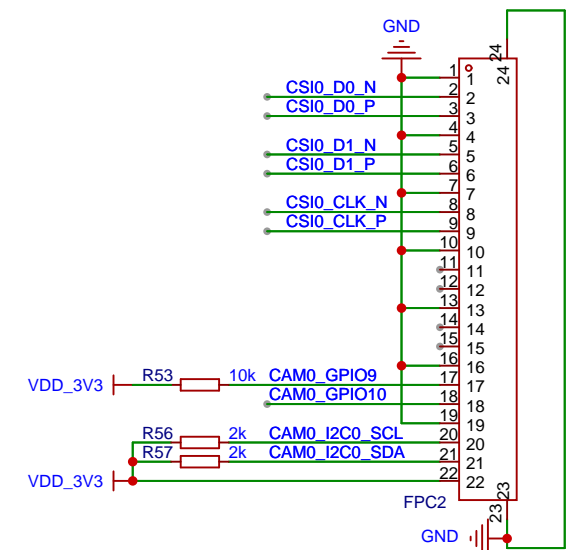 GND
24
24
1 1
CSI0_D0_N 2 2
CSI0_D0_P 3 3
4 4
CSI0_D1_N 5 5
CSI0_D1_P 6 6
7 7
CSI0_CLK_N 8 8
CSI0_CLK_P 9 9
10 10
11 11
12 12
13 13
14 14
15 15
16 16
VDD_3V3 R53 10k CAM0_GPIO9 17 17
CAM0_GPIO10 18 18
19 19
R56 2k CAM0_I2C0_SCL 20 20
R57 2k CAM0_I2C0_SDA 21 21
VDD_3V3 22 22
FPC2
23
23
GND